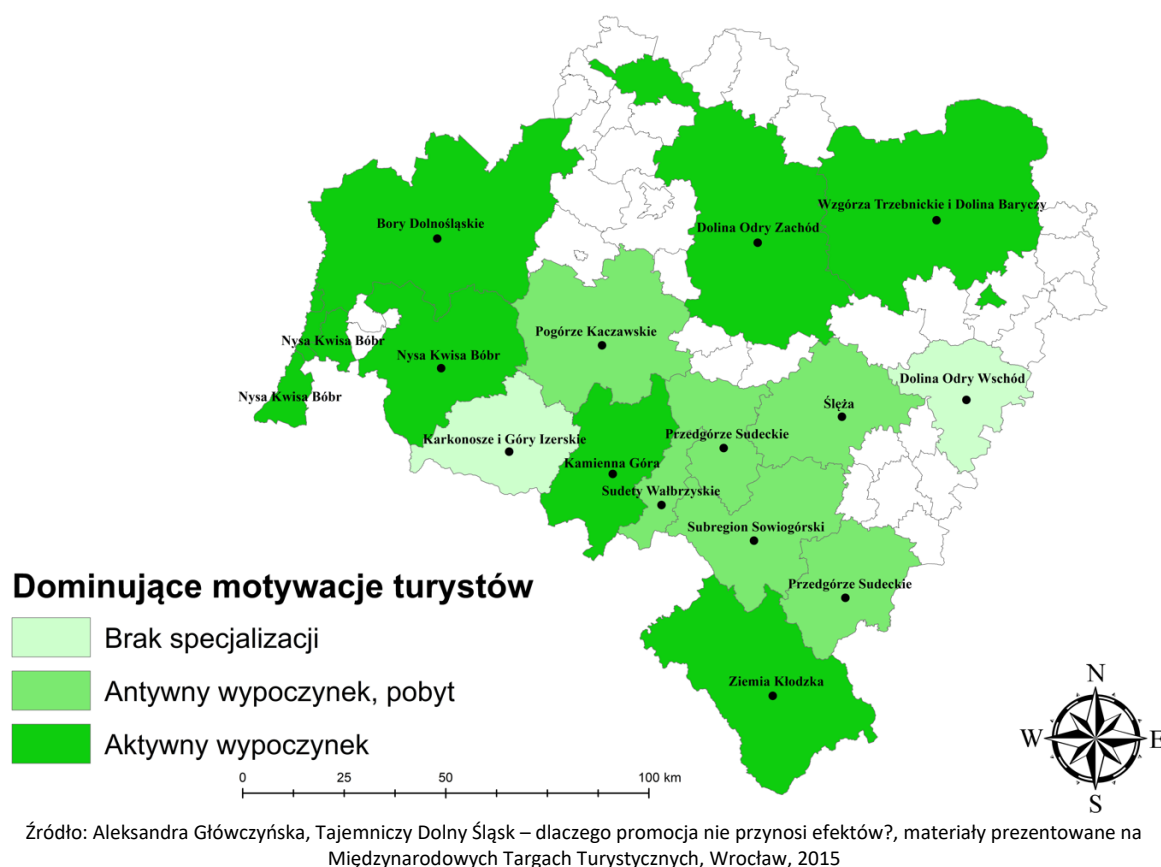 Bory Dolnośląskie
Dolina Odry Zachód
Wzgórza Trzebnickie i Dolina Baryczy
Nysa Kwisa Bóbr
Nysa Kwisa Bóbr
Nysa Kwisa Bóbr
Pogórze Kaczawskie
Dolina Odry Wschód
Ślęża
Karkonosze i Góry Izerskie
Przedgórze Sudeckie
Kamienna Góra
Sudety Wałbrzyskie
Subregion Sowiogórski
Przedgórze Sudeckie
Ziemia Kłodzka
Dominujące motywacje turystów
Brak specjalizacji
Antywny wypoczynek, pobyt
Aktywny wypoczynek
0 25 50 100 km
N
W E
S
Źródło: Aleksandra Główczyńska, Tajemniczy Dolny Śląsk – dlaczego promocja nie przynosi efektów?, materiały prezentowane na
Międzynarodowych Targach Turystycznych, Wrocław, 2015